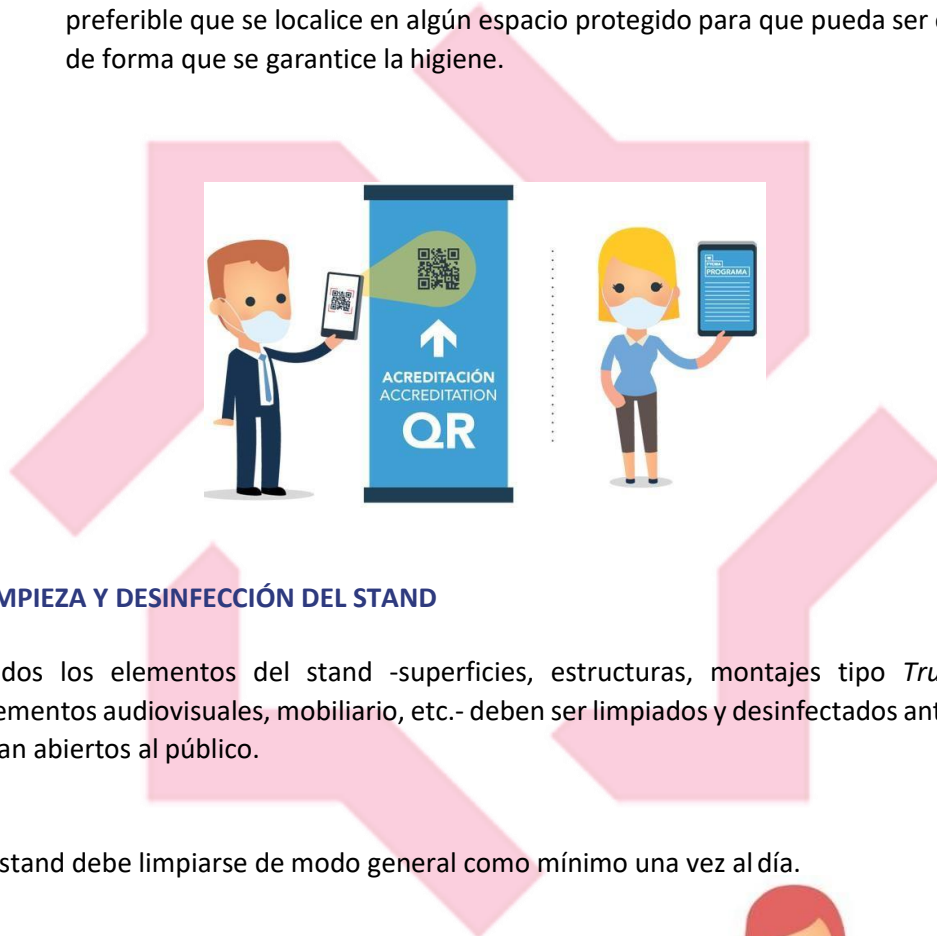 preferible que se localice en algún espacio protegido para que pueda ser
de forma que se garantice la higiene.
PROGRAMA
ACREDITACIÓN
ACCREDITATION
QR
MPIEZA Y DESINFECCIÓN DEL STAND
dos los elementos del stand -superficies, estructuras, montajes tipo Tru
ementos audiovisuales, mobiliario, etc.- deben ser limpiados y desinfectados ant
an abiertos al público.
stand debe limpiarse de modo general como mínimo una vez al día.